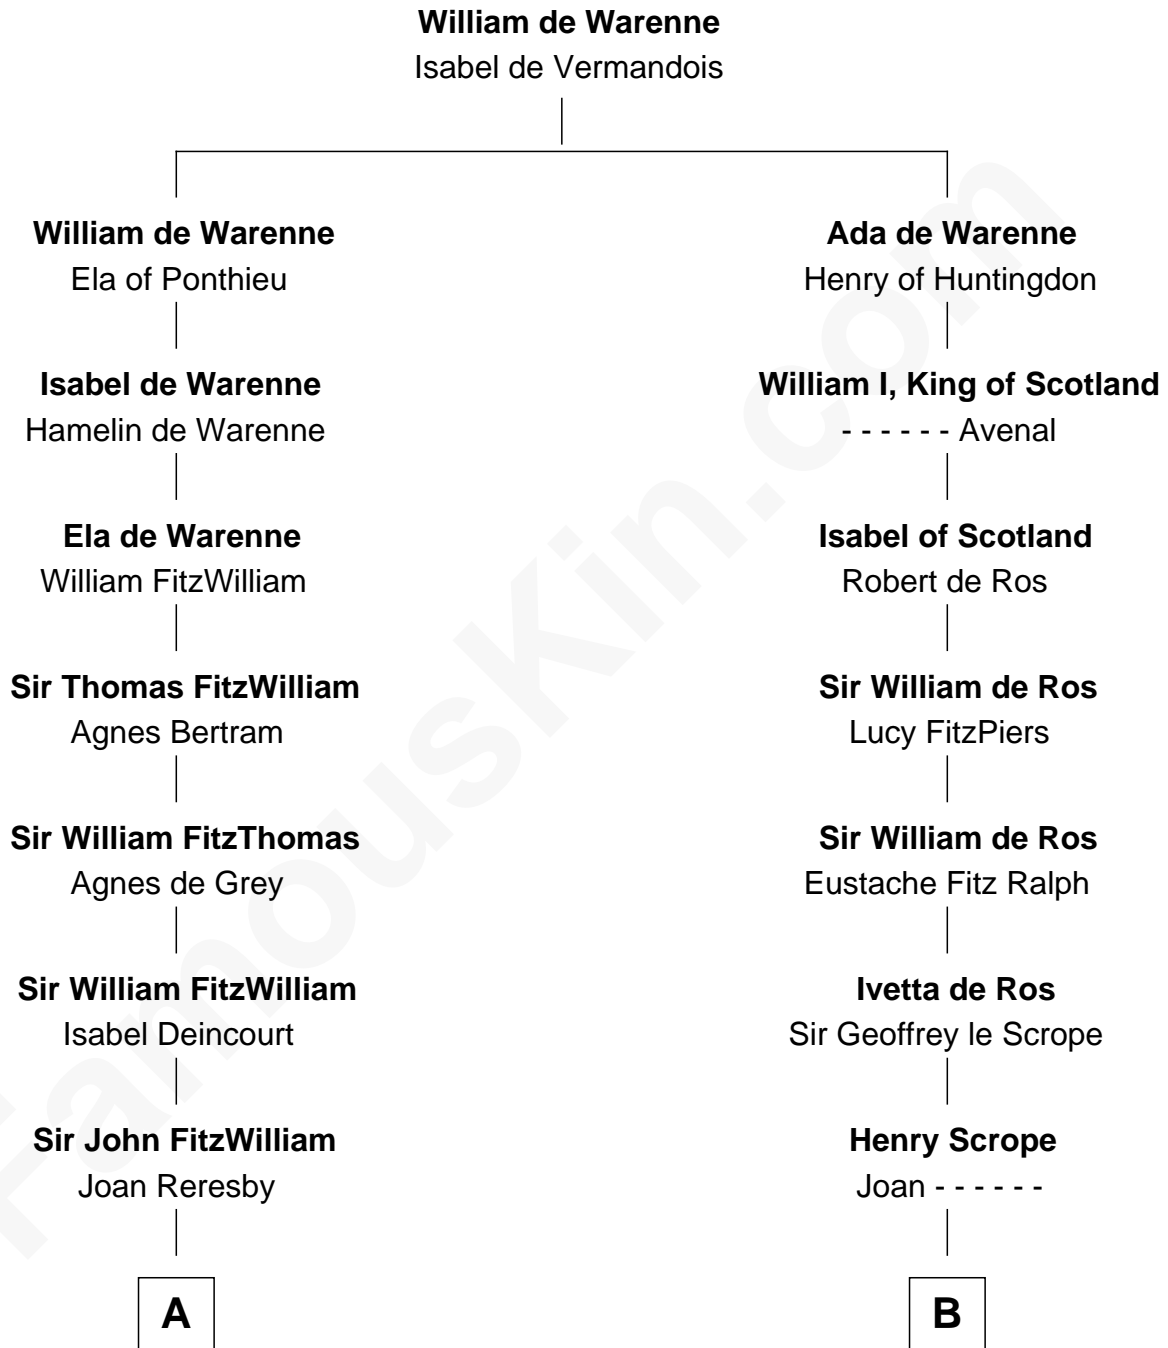 William de Warenne
Isabel de Vermandois
William de Warenne
Ela of Ponthieu
Isabel de Warenne
Hamelin de Warenne
Ela de Warenne
William FitzWilliam
Sir Thomas FitzWilliam
Agnes Bertram
Sir William FitzThomas
Agnes de Grey
Sir William FitzWilliam
Isabel Deincourt
Sir John FitzWilliam
Joan Reresby
A
Ada de Warenne
Henry of Huntingdon
William I, King of Scotland
- - - - - - Avenal
Isabel of Scotland
Robert de Ros
Sir William de Ros
Lucy FitzPiers
Sir William de Ros
Eustache Fitz Ralph
Ivetta de Ros
Sir Geoffrey le Scrope
Henry Scrope
Joan - - - - - -
B
FamousKin.com